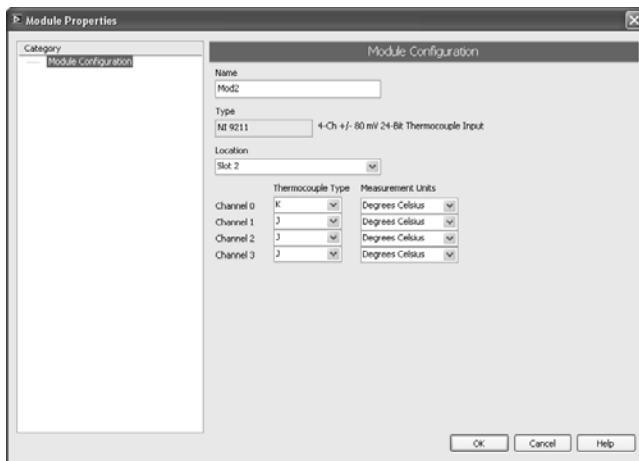 Module Properties
Category
Module Configuration
Module Configuration
Name
Mod2
Type
NI 9211 4-Ch +/- 80 mV 24-Bit Thermocouple Input
Location
Slot 2
Thermocouple Type Measurement Units
Channel 0 K Degrees Celsius
Channel 1 J Degrees Celsius
Channel 2 J Degrees Celsius
Channel 3 J Degrees Celsius
OK Cancel Help